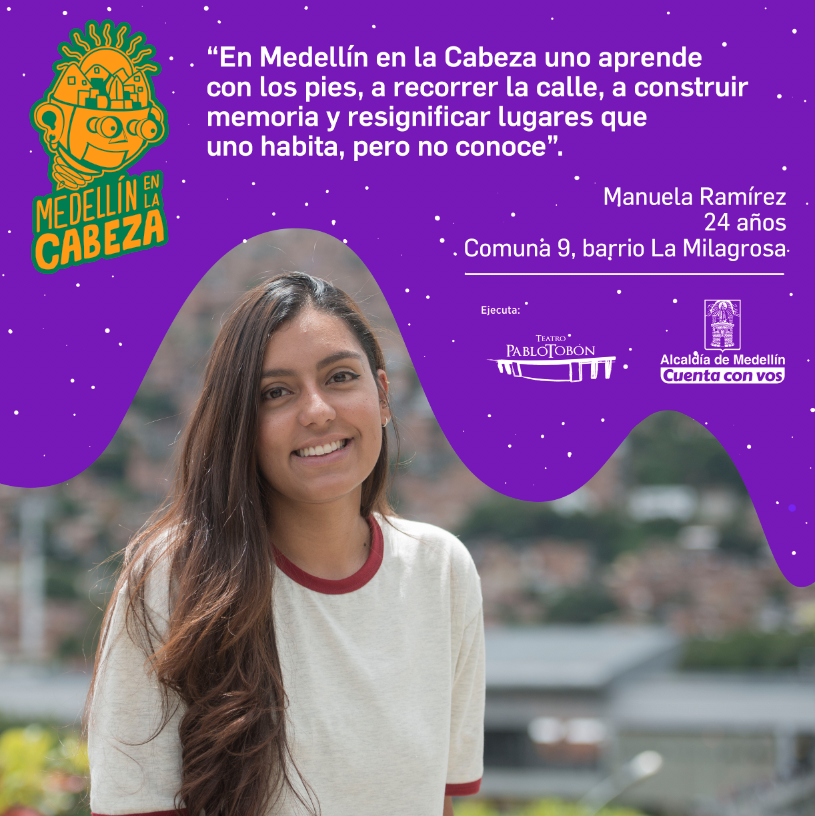 “En Medellín en la Cabeza uno aprende
con los pies, a recorrer la calle, a construir
memoria y resignificar lugares que
uno habita, pero no conoce”.
MEDELLÍN EN
LA
CABEZA
Manuela Ramírez
24 años
Comuna 9, barrio La Milagrosa
Ejecuta:
TEATRO
PABLO TOBÓN
Alcaldía de Medellín
Cuenta con vos